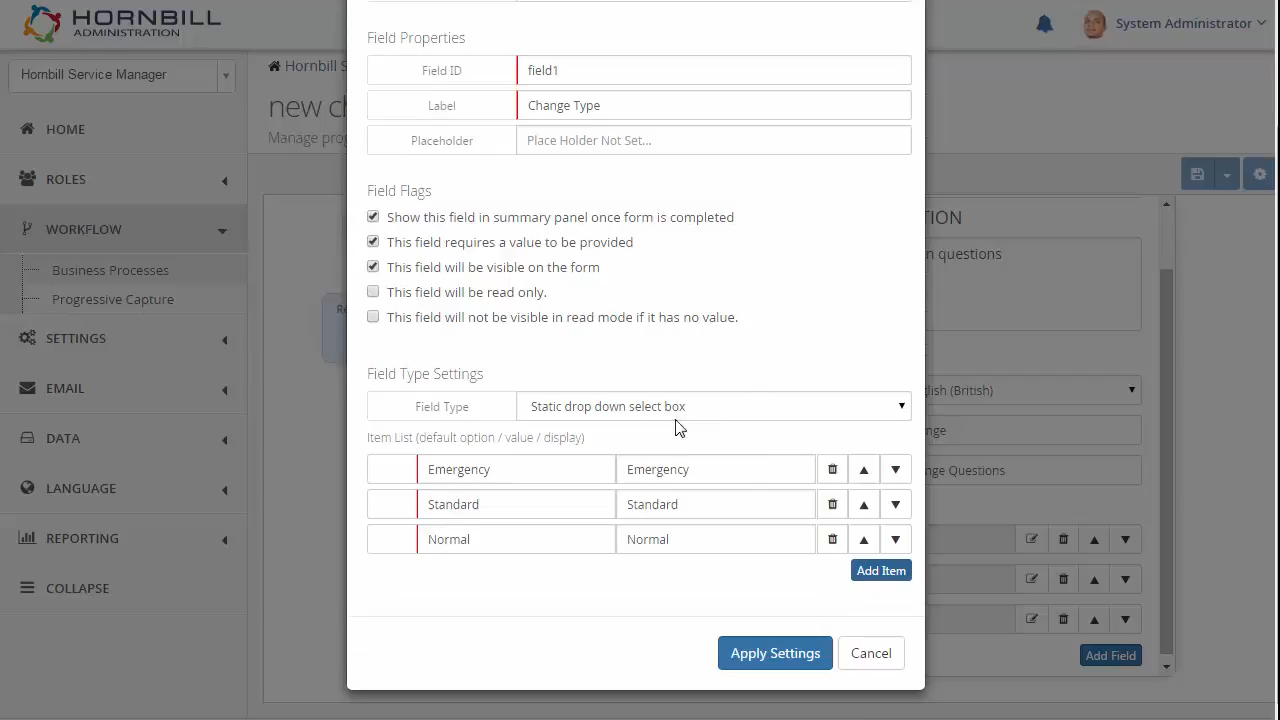 HORNBILL
ADMINISTRATION
System Administrator
Hornbill Service Manager
HOME
ROLES
WORKFLOW
Business Processes
Progressive Capture
SETTINGS
EMAIL
DATA
LANGUAGE
REPORTING
COLLAPSE
Hornbill S
new ch
Manage prog
Re
Field Properties
Field ID field1
Label Change Type
Placeholder Place Holder Not Set...
Field Flags
Show this field in summary panel once form is completed
This field requires a value to be provided
This field will be visible on the form
This field will be read only.
This field will not be visible in read mode if it has no value.
Field Type Settings
Field Type Static drop down select box
Item List (default option / value / display)
Emergency Emergency
Standard Standard
Normal Normal
Add Item
Apply Settings Cancel
ION
n questions
glish (British)
nge
nge Questions
Add Field